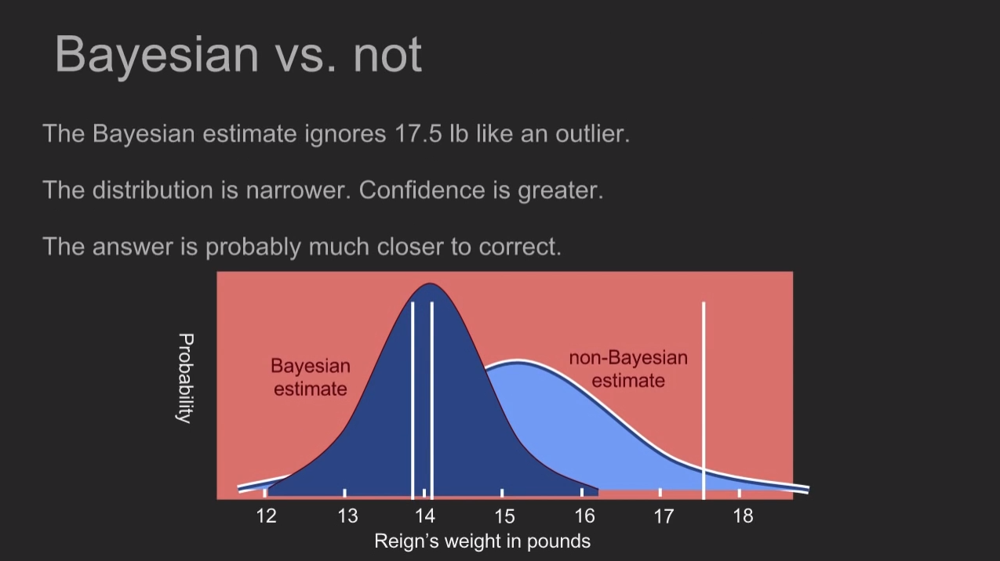 Bayesian vs. not
The Bayesian estimate ignores 17.5 lb like an outlier.
The distribution is narrower. Confidence is greater.
The answer is probably much closer to correct.
Probability
Bayesian
estimate
non-Bayesian
estimate
12 13 14 15 16 17 18
Reign's weight in pounds